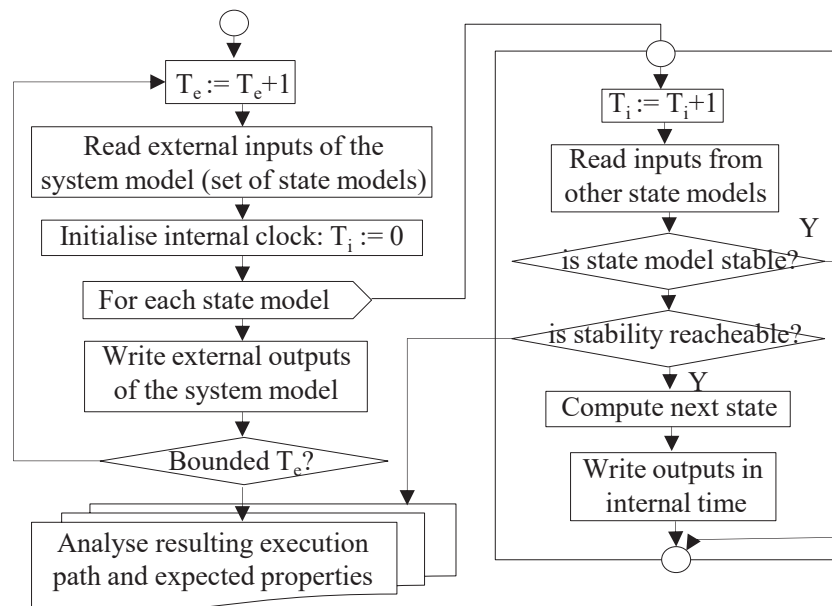 Tₑ := Tₑ+1
Read external inputs of the
system model (set of state models)
Initialise internal clock: Tᵢ := 0
For each state model
Write external outputs
of the system model
Bounded Tₑ?
Analyse resulting execution
path and expected properties
Tᵢ := Tᵢ+1
Read inputs from
other state models
Y
is state model stable?
is stability reacheable?
Y
Compute next state
Write outputs in
internal time